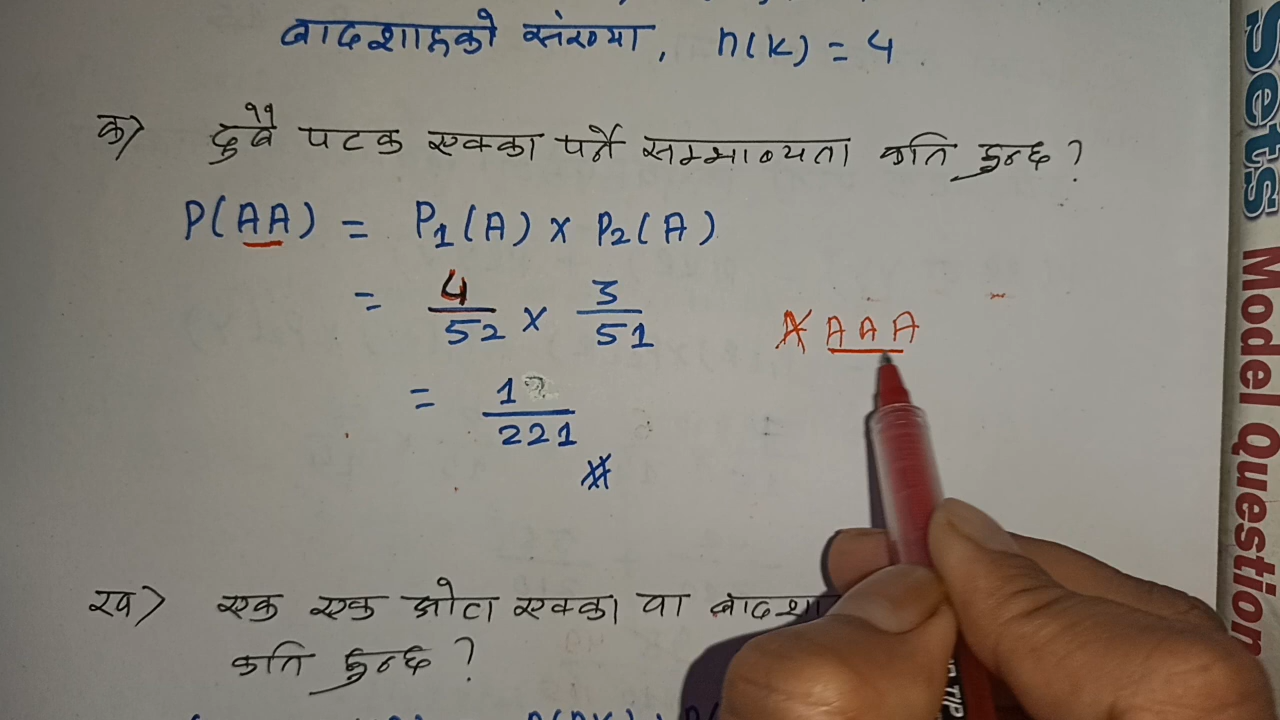 बादशाहको संख्या, n(K) = 4
क) दुबै पटक एक्का पर्ने सम्भाव्यता कति हुन्छ ?
P(AA) = P1(A) × P2(A)
= 4/52 × 3/51
A A A A
= 1/221
ख) एक एक ओटा एक्का वा
कति हुन्छ ?
Sets Model Question